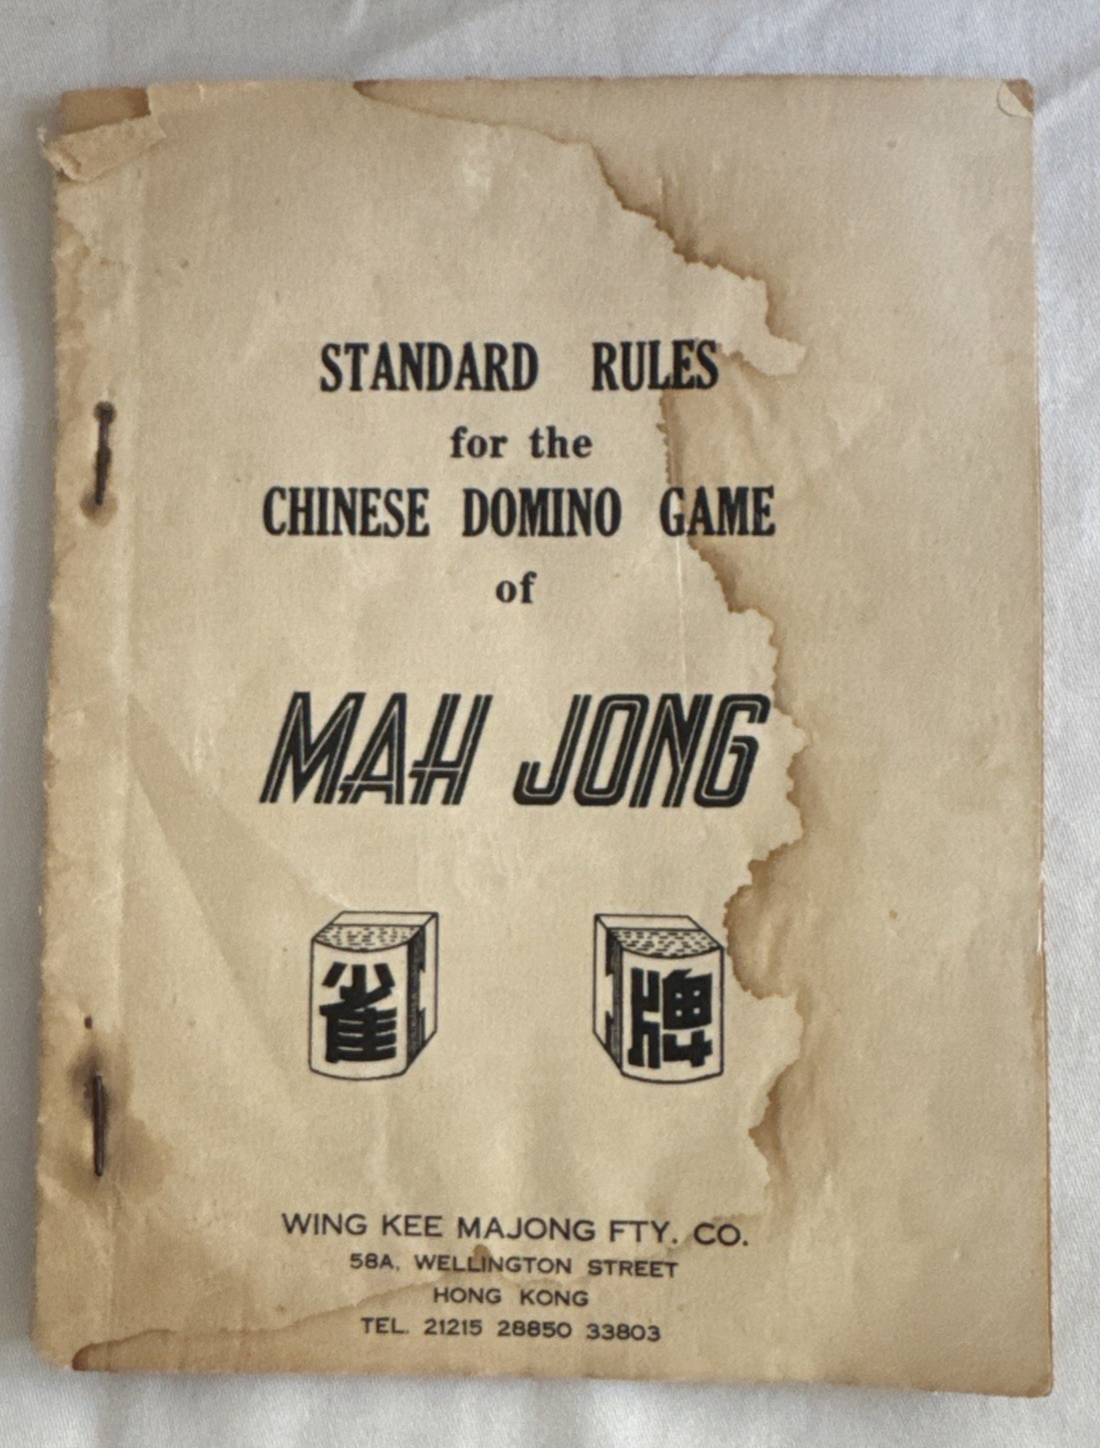 STANDARD RULES
for the
CHINESE DOMINO GAME
of
MAH JONG
雀 牌
WING KEE MAJONG FTY. CO.
58A, WELLINGTON STREET
HONG KONG
TEL. 21215 28850 33803